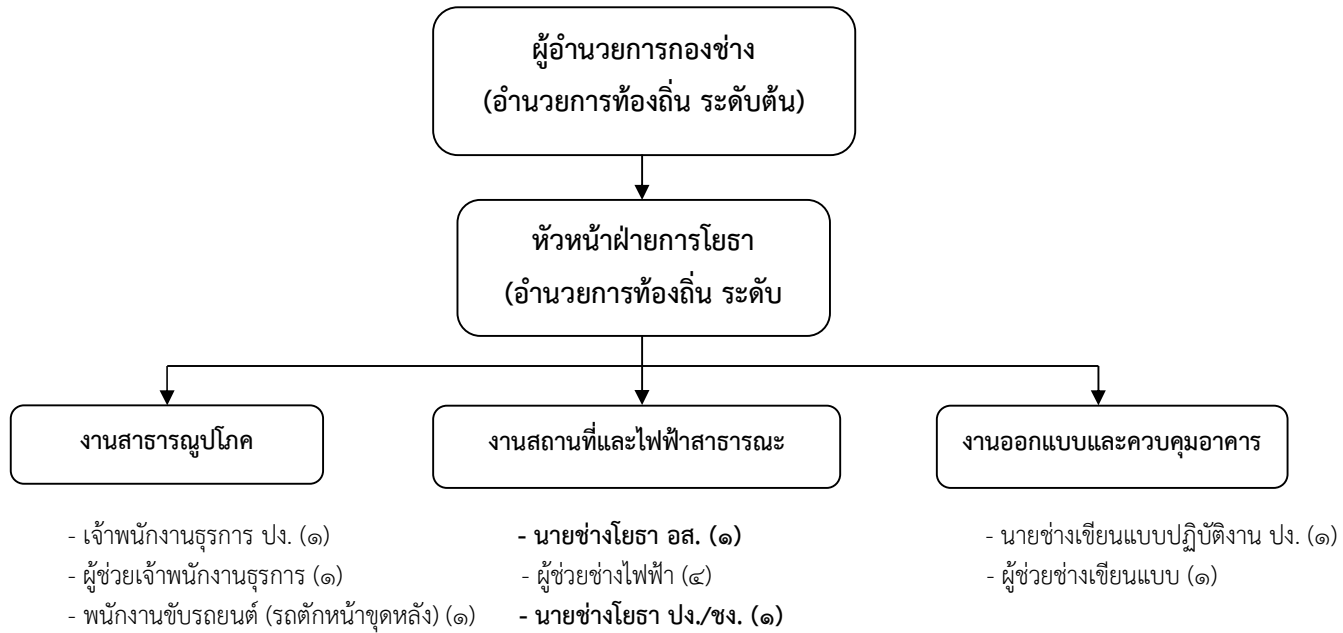 ผู้อำนวยการกองช่าง
(อำนวยการท้องถิ่น ระดับต้น)
หัวหน้าฝ่ายการโยธา
(อำนวยการท้องถิ่น ระดับ
งานสาธารณูปโภค
งานสถานที่และไฟฟ้าสาธารณะ
งานออกแบบและควบคุมอาคาร
- เจ้าพนักงานธุรการ ปง. (๑)
- ผู้ช่วยเจ้าพนักงานธุรการ (๑)
- พนักงานขับรถยนต์ (รถตักหน้าขุดหลัง) (๑)
- นายช่างโยธา อส. (๑)
- ผู้ช่วยช่างไฟฟ้า (๔)
- นายช่างโยธา ปง./ชง. (๑)
- นายช่างเขียนแบบปฏิบัติงาน ปง. (๑)
- ผู้ช่วยช่างเขียนแบบ (๑)